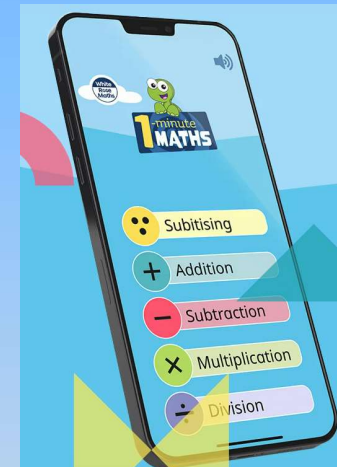 White
Rose
Maths
1-minute
MATHS
Subitising
+ Addition
− Subtraction
× Multiplication
÷ Division